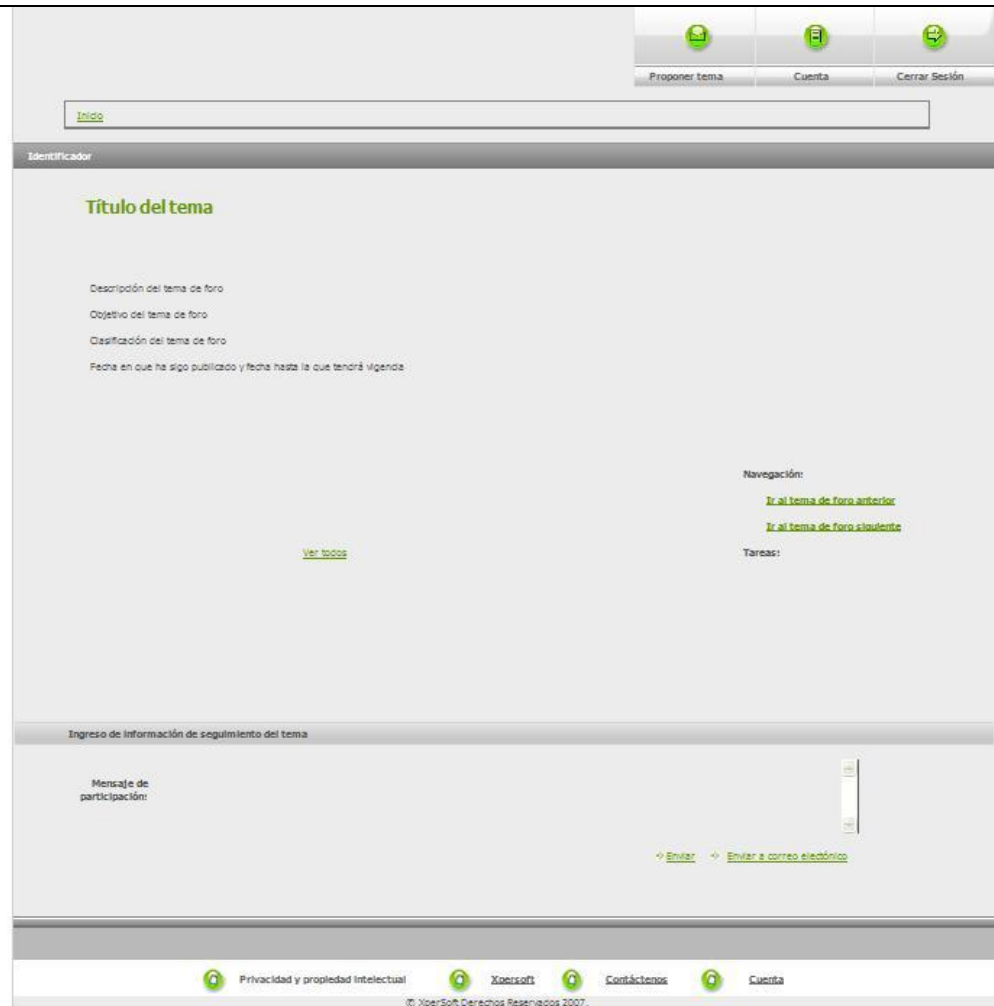 Proponer tema Cuenta Cerrar Sesión
Inicio
Identificador
Título del tema
Descripción del tema de foro
Objetivo del tema de foro
Clasificación del tema de foro
Fecha en que ha sigo publicado y fecha hasta la que tendrá vigencia
Navegación:
Ir al tema de foro anterior
Ir al tema de foro siguiente
Ver todos Tareas:
Ingreso de información de seguimiento del tema
Mensaje de
participación:
Enviar Enviar a correo electrónico
Privacidad y propiedad intelectual Xpersoft Contáctenos Cuenta
©. XperSoft Derechos Reservados 2007.